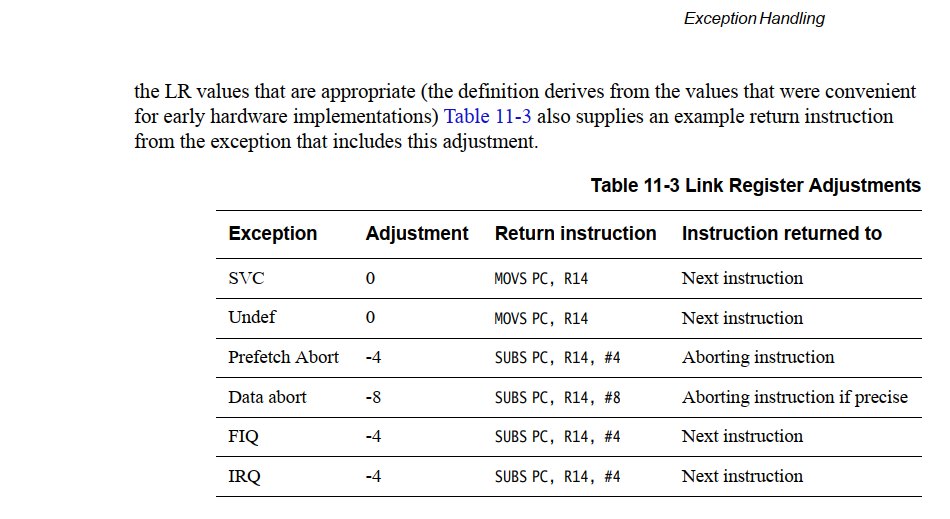 Exception Handling
the LR values that are appropriate (the definition derives from the values that were convenient
for early hardware implementations) Table 11-3 also supplies an example return instruction
from the exception that includes this adjustment.
Table 11-3 Link Register Adjustments
Exception Adjustment Return instruction Instruction returned to
SVC 0 MOVS PC, R14 Next instruction
Undef 0 MOVS PC, R14 Next instruction
Prefetch Abort -4 SUBS PC, R14, #4 Aborting instruction
Data abort -8 SUBS PC, R14, #8 Aborting instruction if precise
FIQ -4 SUBS PC, R14, #4 Next instruction
IRQ -4 SUBS PC, R14, #4 Next instruction